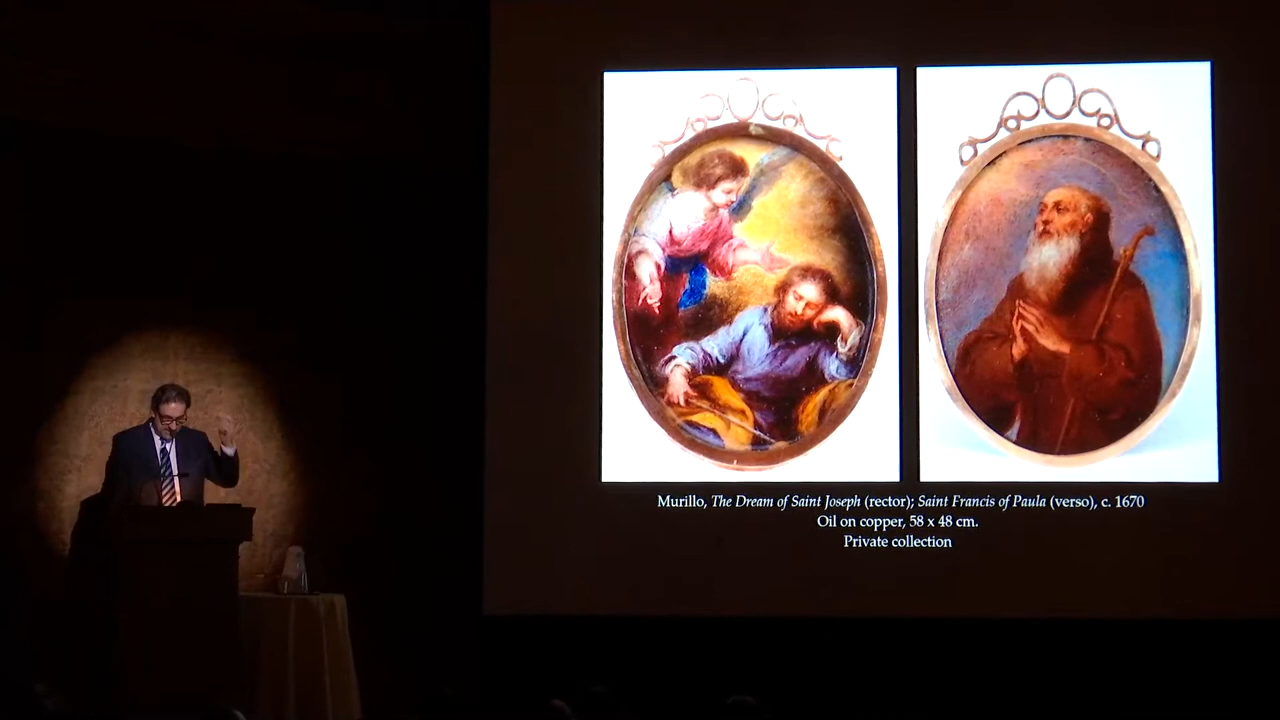 Murillo, The Dream of Saint Joseph (rector); Saint Francis of Paula (verso), c. 1670
Oil on copper, 58 x 48 cm.
Private collection